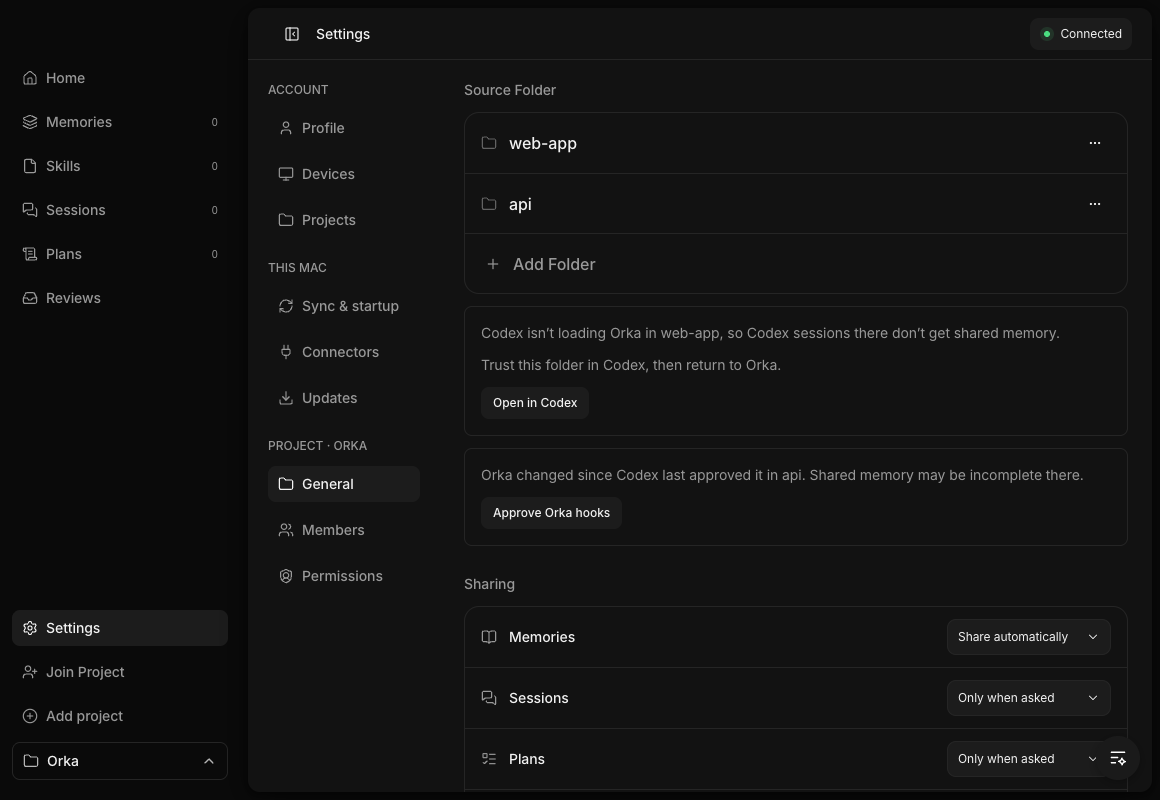 Settings
Connected
Home
Memories 0
Skills 0
Sessions 0
Plans 0
Reviews
Settings
Join Project
Add project
Orka
ACCOUNT
Profile
Devices
Projects
THIS MAC
Sync & startup
Connectors
Updates
PROJECT · ORKA
General
Members
Permissions
Source Folder
web-app
api
Add Folder
Codex isn’t loading Orka in web-app, so Codex sessions there don’t get shared memory.
Trust this folder in Codex, then return to Orka.
Open in Codex
Orka changed since Codex last approved it in api. Shared memory may be incomplete there.
Approve Orka hooks
Sharing
Memories Share automatically
Sessions Only when asked
Plans Only when asked